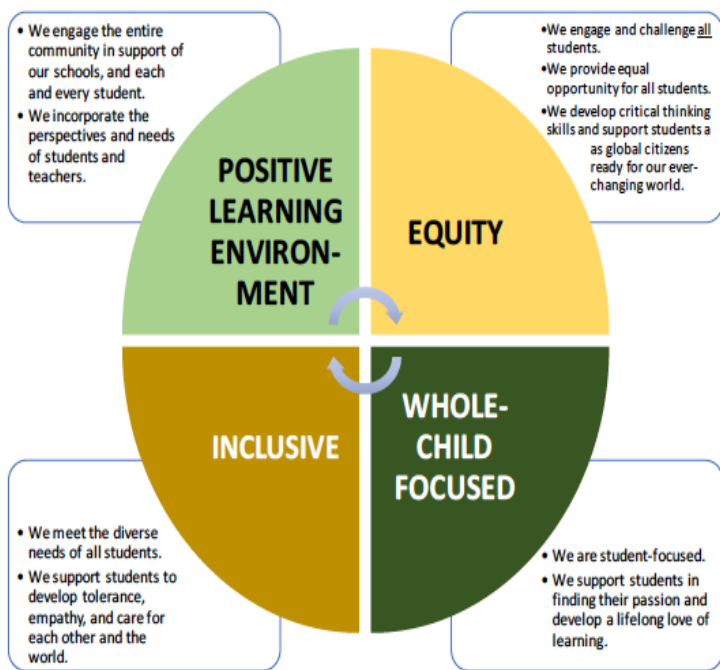 • We engage the entire
community in support of
our schools, and each
and every student.
• We incorporate the
perspectives and needs
of students and
teachers.
•We engage and challenge all
students.
•We provide equal
opportunity for all students.
•We develop critical thinking
skills and support students a
as global citizens
ready for our ever-
changing world.
POSITIVE
LEARNING
ENVIRON-
MENT
EQUITY
INCLUSIVE
WHOLE-
CHILD
FOCUSED
• We meet the diverse
needs of all students.
• We support students to
develop tolerance,
empathy, and care for
each other and the
world.
• We are student-focused.
• We support students in
finding their passion and
develop a lifelong love of
learning.